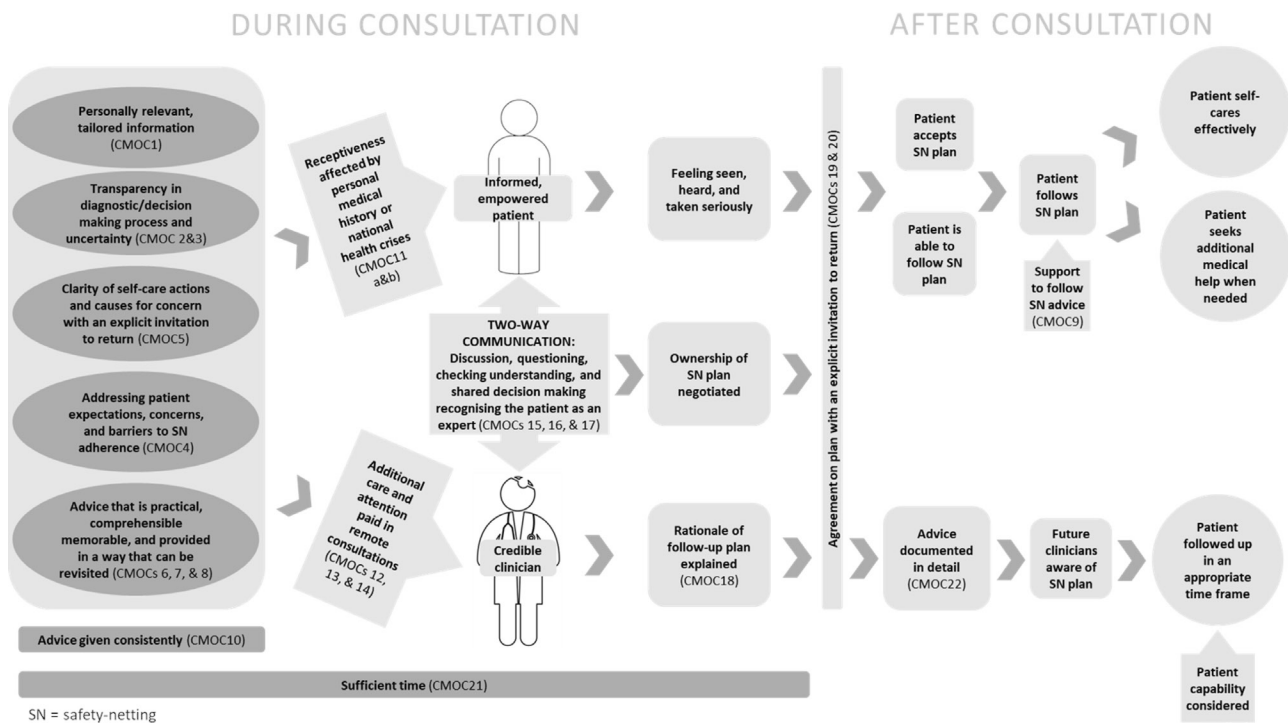 DURING CONSULTATION
AFTER CONSULTATION
Personally relevant,
tailored information
(CMOC1)
Transparency in
diagnostic/decision
making process and
uncertainty (CMOC 2&3)
Clarity of self-care actions
and causes for concern
with an explicit invitation
to return (CMOC5)
Addressing patient
expectations, concerns,
and barriers to SN
adherence (CMOC4)
Advice that is practical,
comprehensible
memorable, and provided
in a way that can be
revisited (CMOCs 6, 7, & 8)
Advice given consistently (CMOC10)
Sufficient time (CMOC21)
Receptiveness
affected by
personal
medical
history or
national
health crises
(CMOC11
a&b)
Additional
care and
attention
paid in
remote
consultations
(CMOCs 12,
13, & 14)
Informed,
empowered
patient
TWO-WAY
COMMUNICATION:
Discussion, questioning,
checking understanding, and
shared decision making
recognising the patient as an
expert (CMOCs 15, 16, & 17)
Credible
clinician
Feeling seen,
heard, and
taken seriously
Ownership of
SN plan
negotiated
Rationale of
follow-up plan
explained
(CMOC18)
Agreement on plan with an explicit invitation to return (CMOCs 19 & 20)
Patient
accepts
SN plan
Patient is
able to
follow SN
plan
Patient
follows
SN plan
Support
to follow
SN advice
(CMOC9)
Patient self-
cares
effectively
Patient
seeks
additional
medical
help when
needed
Advice
documented
in detail
(CMOC22)
Future
clinicians
aware of
SN plan
Patient
followed up
in an
appropriate
time frame
Patient
capability
considered
SN = safety-netting